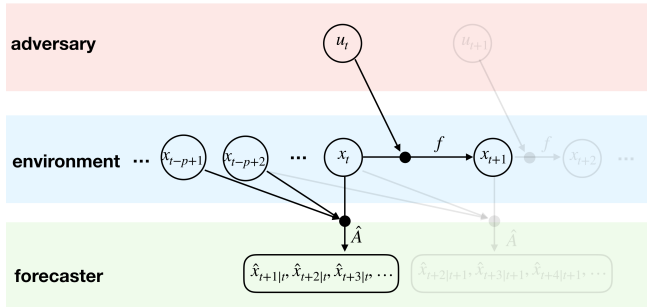 adversary
u_t u_{t+1}
f f
environment ... x_{t-p+1} x_{t-p+2} ... x_t x_{t+1} x_{t+2} ...
Â Â
forecaster
x̂_{t+1|t}, x̂_{t+2|t}, x̂_{t+3|t}, ... x̂_{t+2|t+1}, x̂_{t+3|t+1}, x̂_{t+4|t+1}, ...